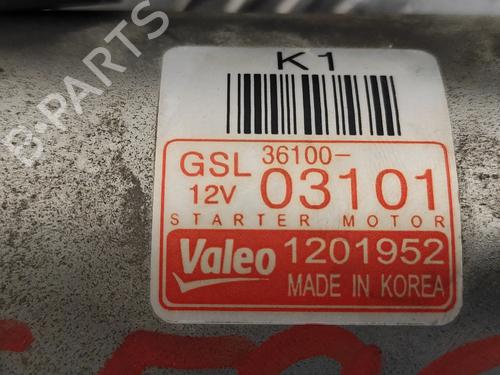 B-PARTS
K1
GSL 36100-
12V 03101
STARTER MOTOR
Valeo 1201952
MADE IN KOREA